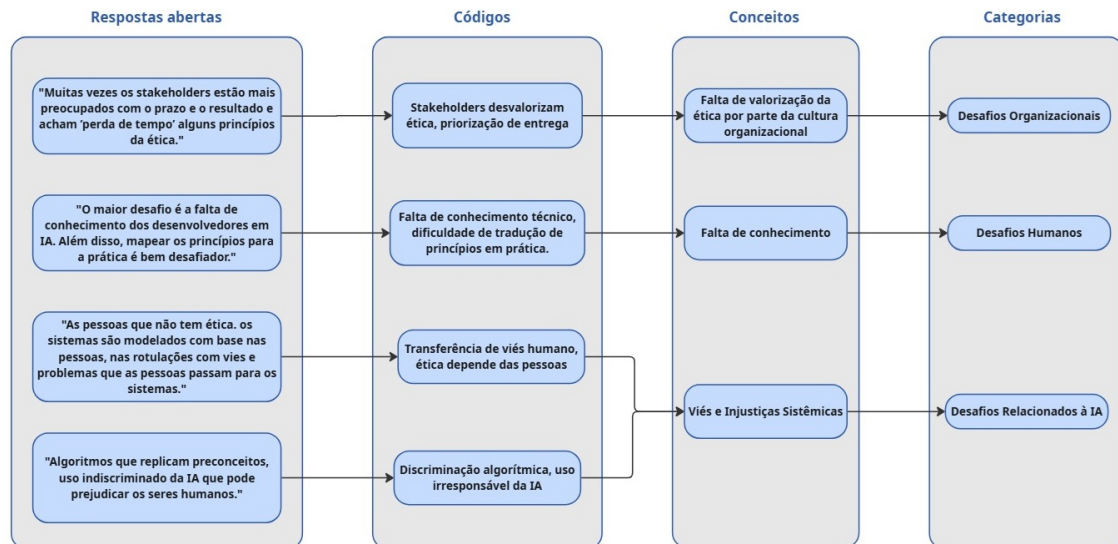 Respostas abertas
Códigos
Conceitos
Categorias
"Muitas vezes os stakeholders estão mais
preocupados com o prazo e o resultado e
acham 'perda de tempo' alguns princípios
da ética."
Stakeholders desvalorizam
ética, priorização de entrega
Falta de valorização da
ética por parte da cultura
organizacional
Desafios Organizacionais
"O maior desafio é a falta de
conhecimento dos desenvolvedores em
IA. Além disso, mapear os princípios para
a prática é bem desafiador."
Falta de conhecimento técnico,
dificuldade de tradução de
princípios em prática.
Falta de conhecimento
Desafios Humanos
"As pessoas que não tem ética. os
sistemas são modelados com base nas
pessoas, nas rotulações com vies e
problemas que as pessoas passam para os
sistemas."
Transferência de viés humano,
ética depende das pessoas
Viés e Injustiças Sistêmicas
Desafios Relacionados à IA
"Algoritmos que replicam preconceitos,
uso indiscriminado da IA que pode
prejudicar os seres humanos."
Discriminação algorítmica, uso
irresponsável da IA